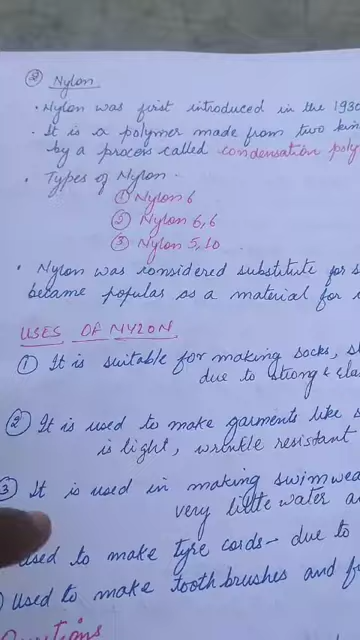 ② Nylon
• Nylon was first introduced in the 1930
• It is a polymer made from two
by a process called condensation
• Types of Nylon.
① Nylon 6
② Nylon 6,6
③ Nylon 5,10
• Nylon was considered substitute for
became popular as a material for
USES OF NYLON
① It is suitable for making socks,
due to strong &
② It is used to make garments like
is light, wrinkle resistant
③ It is used in making
very little water
used to make tyre cords – due to
used to make toothbrushes and